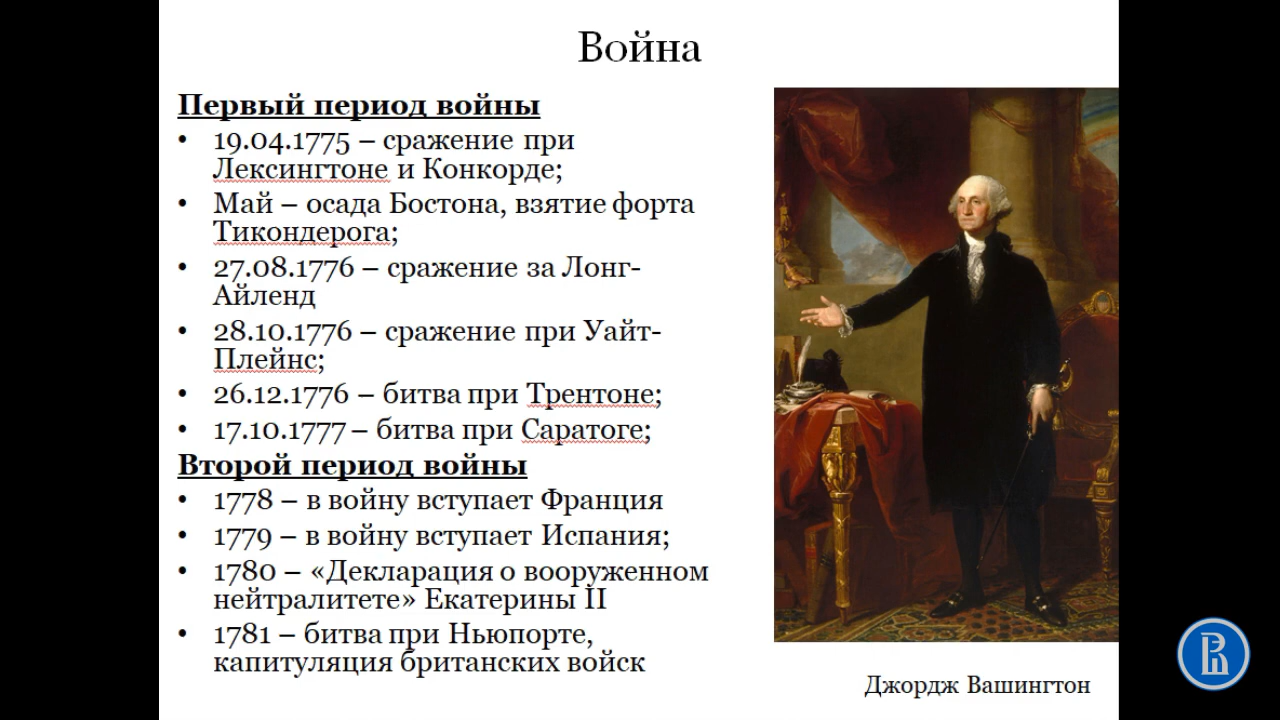 Война
Первый период войны
• 19.04.1775 – сражение при
Лексингтоне и Конкорде;
• Май – осада Бостона, взятие форта
Тикондерога;
• 27.08.1776 – сражение за Лонг-
Айленд
• 28.10.1776 – сражение при Уайт-
Плейнс;
• 26.12.1776 – битва при Трентоне;
• 17.10.1777 – битва при Саратоге;
Второй период войны
• 1778 – в войну вступает Франция
• 1779 – в войну вступает Испания;
• 1780 – «Декларация о вооруженном
нейтралитете» Екатерины II
• 1781 – битва при Ньюпорте,
капитуляция британских войск
Джордж Вашингтон